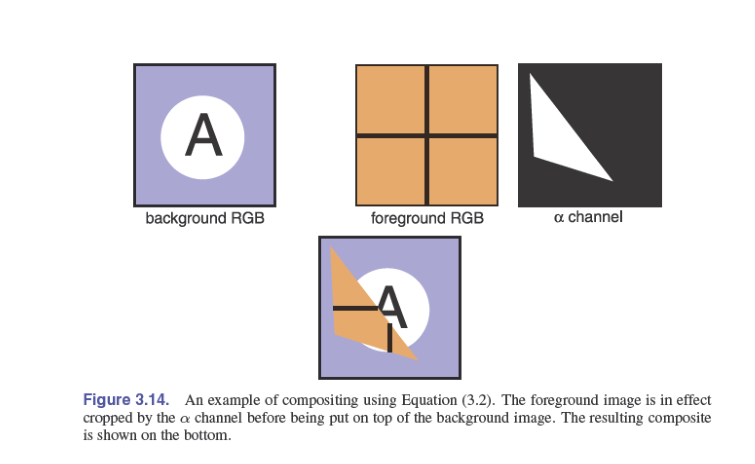 A
background RGB
foreground RGB
α channel
A
Figure 3.14. An example of compositing using Equation (3.2). The foreground image is in effect
cropped by the α channel before being put on top of the background image. The resulting composite
is shown on the bottom.